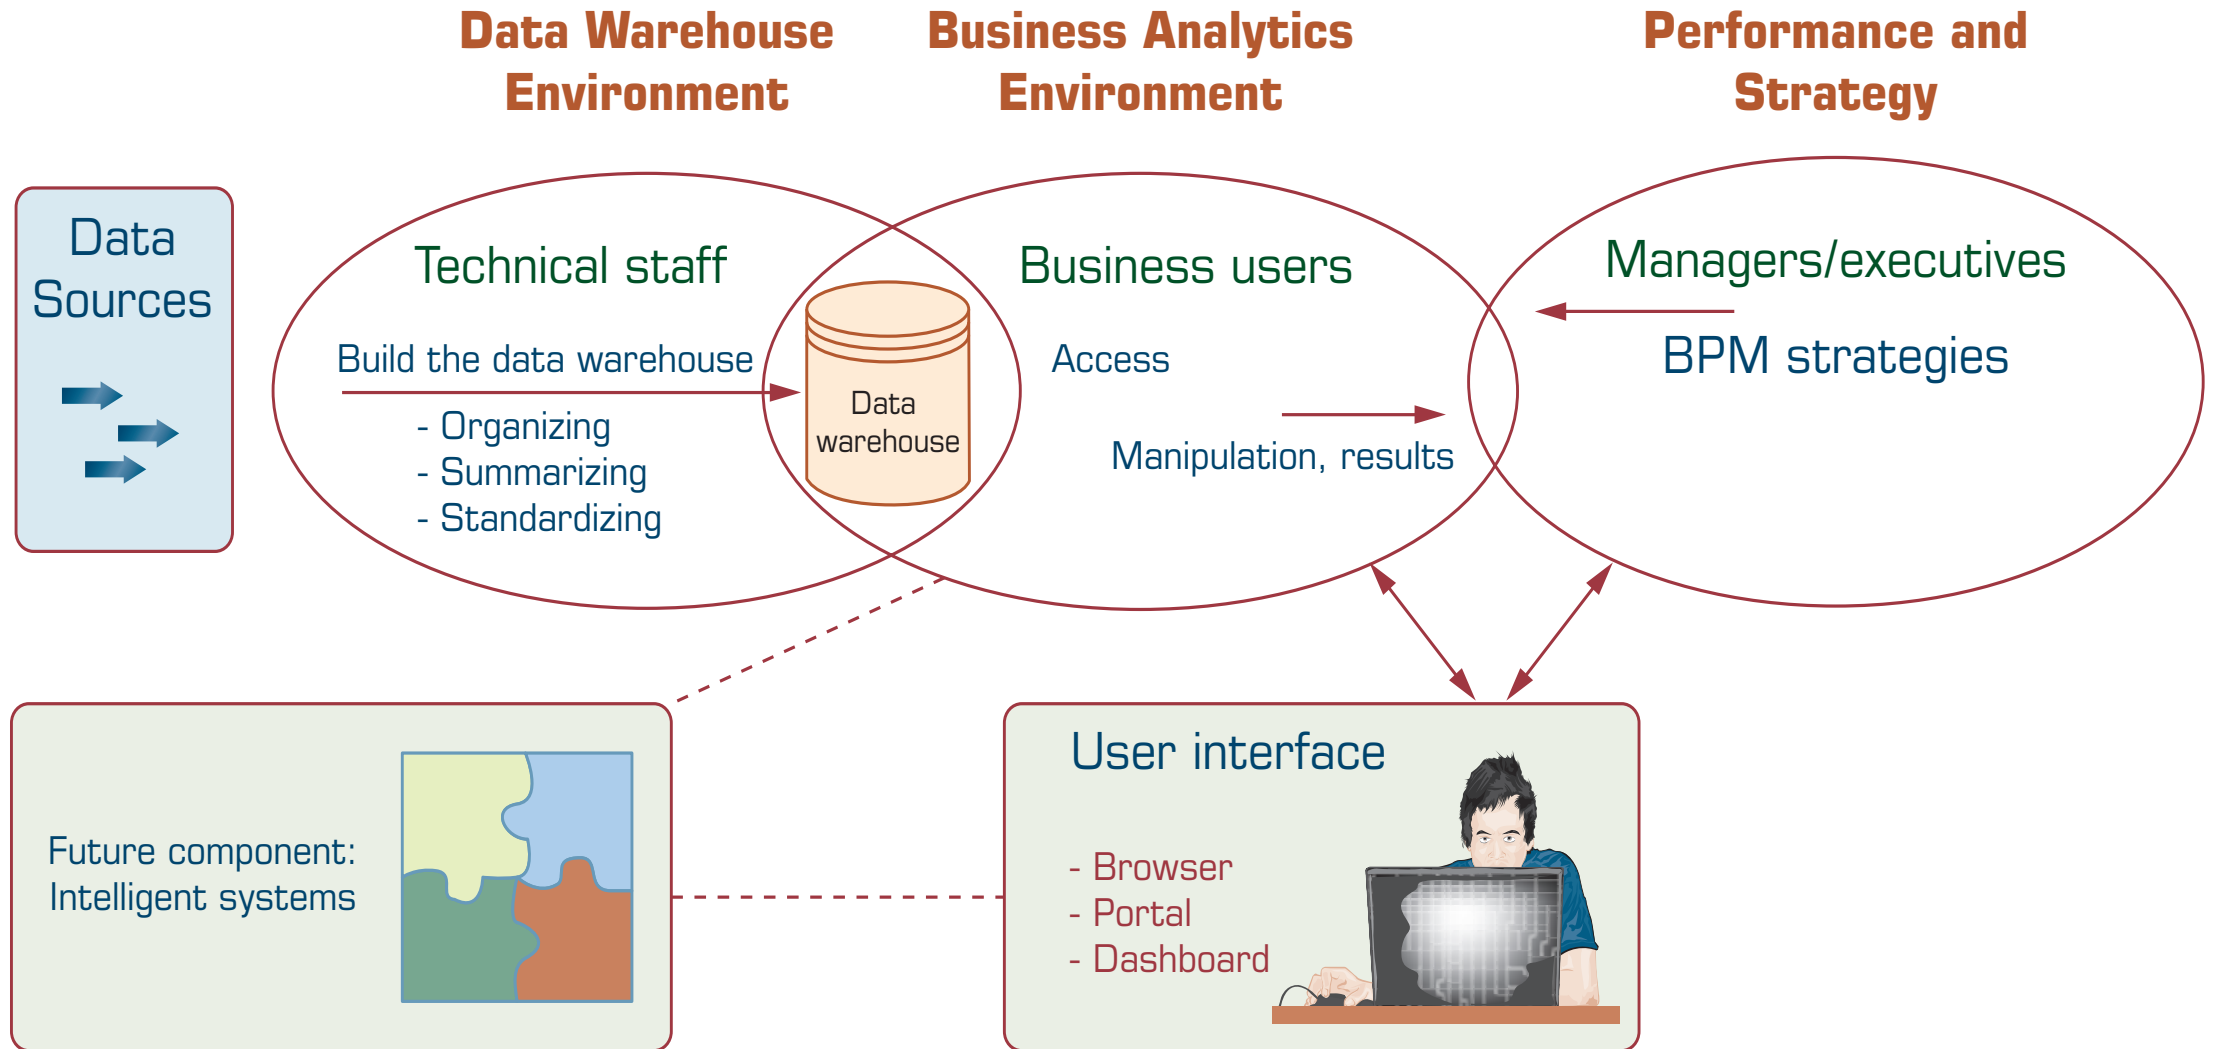 Data Warehouse
Environment
Business Analytics
Environment
Performance and
Strategy
Data
Sources
Technical staff
Build the data warehouse
- Organizing
- Summarizing
- Standardizing
Data
warehouse
Business users
Access
Manipulation, results
Managers/executives
BPM strategies
Future component:
Intelligent systems
User interface
- Browser
- Portal
- Dashboard